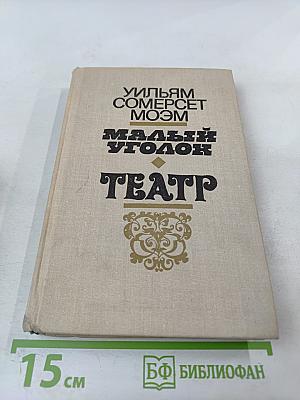 УИЛЬЯМ
СОМЕРСЕТ
МОЭМ
МАЛЫЙ
УГОЛОК
ТЕАТР
15 см
БФ БИБЛИОФАН